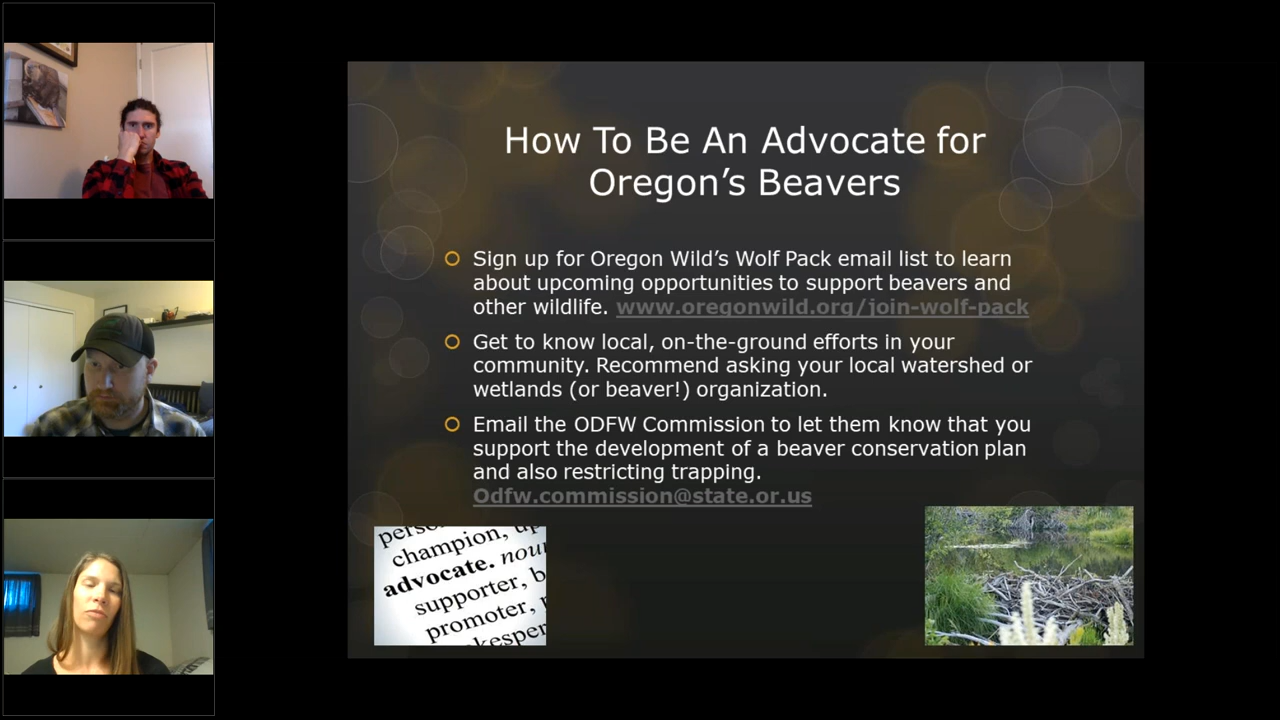 How To Be An Advocate for
Oregon’s Beavers
Sign up for Oregon Wild’s Wolf Pack email list to learn
about upcoming opportunities to support beavers and
other wildlife. www.oregonwild.org/join-wolf-pack
Get to know local, on-the-ground efforts in your
community. Recommend asking your local watershed or
wetlands (or beaver!) organization.
Email the ODFW Commission to let them know that you
support the development of a beaver conservation plan
and also restricting trapping.
Odfw.commission@state.or.us
champion,
advocate. noun
supporter,
promoter,